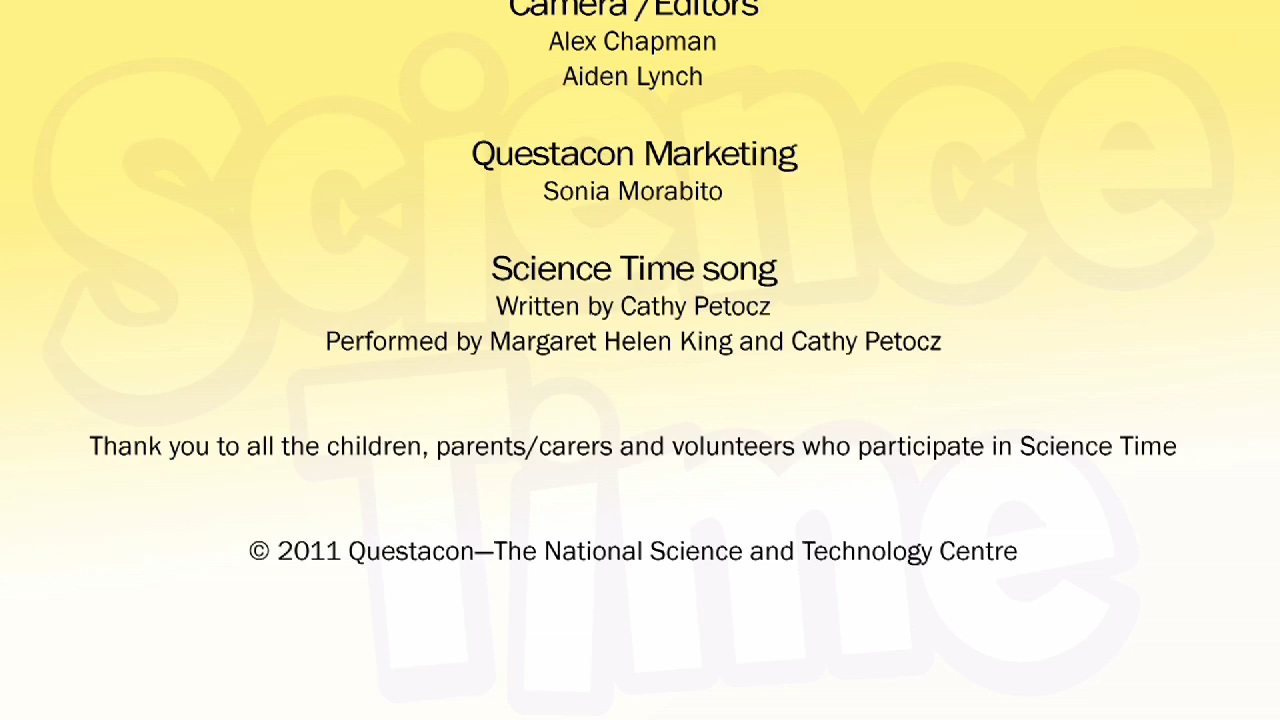 Camera /Editors
Alex Chapman
Aiden Lynch
Questacon Marketing
Sonia Morabito
Science Time song
Written by Cathy Petocz
Performed by Margaret Helen King and Cathy Petocz
Thank you to all the children, parents/carers and volunteers who participate in Science Time
© 2011 Questacon—The National Science and Technology Centre
Science
Time